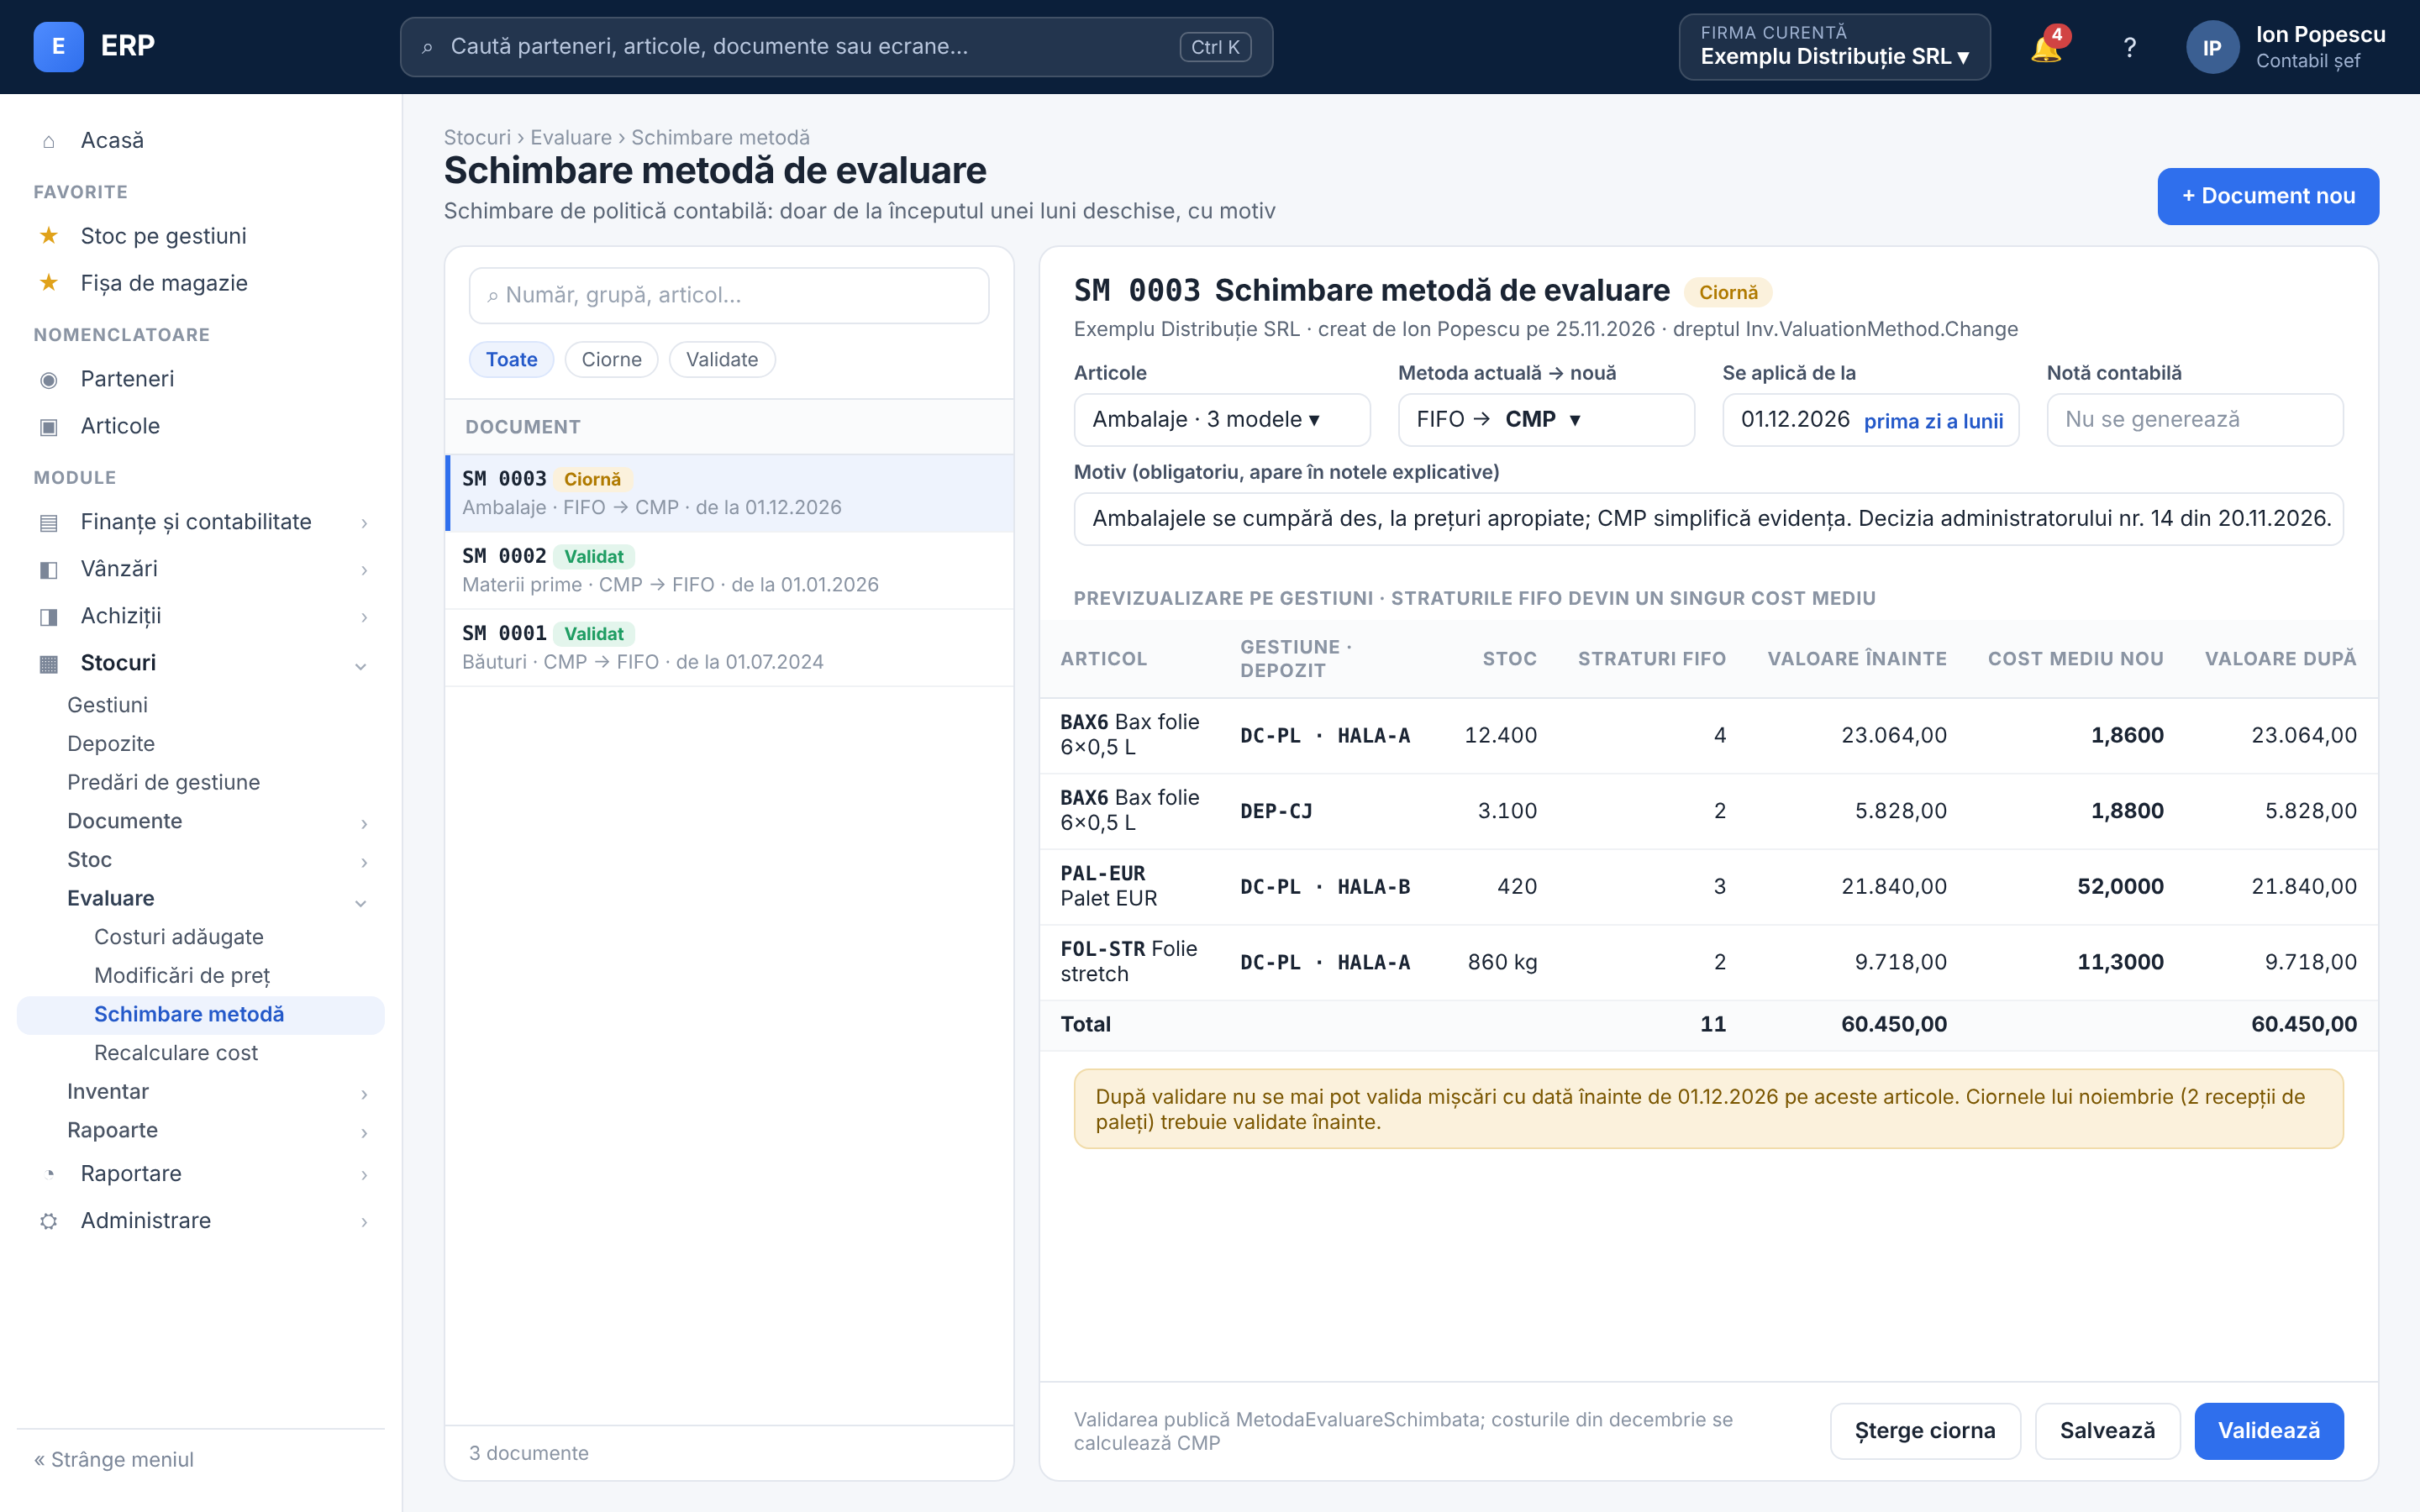 E ERP
Caută parteneri, articole, documente sau ecrane... Ctrl K
FIRMA CURENTĂ
Exemplu Distribuție SRL ▾
4
?
IP
Ion Popescu
Contabil șef
Acasă
FAVORITE
★ Stoc pe gestiuni
★ Fișa de magazie
NOMENCLATOARE
Parteneri
Articole
MODULE
Finanțe și contabilitate ›
Vânzări ›
Achiziții ›
Stocuri
Gestiuni
Depozite
Predări de gestiune
Documente ›
Stoc ›
Evaluare
Costuri adăugate
Modificări de preț
Schimbare metodă
Recalculare cost
Inventar ›
Rapoarte ›
Raportare ›
Administrare ›
« Strânge meniul
Stocuri › Evaluare › Schimbare metodă
Schimbare metodă de evaluare
Schimbare de politică contabilă: doar de la începutul unei luni deschise, cu motiv
+ Document nou
Număr, grupă, articol...
Toate Ciorne Validate
DOCUMENT
SM 0003 Ciornă
Ambalaje · FIFO → CMP · de la 01.12.2026
SM 0002 Validat
Materii prime · CMP → FIFO · de la 01.01.2026
SM 0001 Validat
Băuturi · CMP → FIFO · de la 01.07.2024
3 documente
SM 0003 Schimbare metodă de evaluare Ciornă
Exemplu Distribuție SRL · creat de Ion Popescu pe 25.11.2026 · dreptul Inv.ValuationMethod.Change
Articole Metoda actuală → nouă Se aplică de la Notă contabilă
Ambalaje · 3 modele ▾ FIFO → CMP ▾ 01.12.2026 prima zi a lunii Nu se generează
Motiv (obligatoriu, apare în notele explicative)
Ambalajele se cumpără des, la prețuri apropiate; CMP simplifică evidența. Decizia administratorului nr. 14 din 20.11.2026.
PREVIZUALIZARE PE GESTIUNI · STRATURILE FIFO DEVIN UN SINGUR COST MEDIU
ARTICOL GESTIUNE · DEPOZIT STOC STRATURI FIFO VALOARE ÎNAINTE COST MEDIU NOU VALOARE DUPĂ
BAX6 Bax folie 6×0,5 L DC-PL · HALA-A 12.400 4 23.064,00 1,8600 23.064,00
BAX6 Bax folie 6×0,5 L DEP-CJ 3.100 2 5.828,00 1,8800 5.828,00
PAL-EUR Palet EUR DC-PL · HALA-B 420 3 21.840,00 52,0000 21.840,00
FOL-STR Folie stretch DC-PL · HALA-A 860 kg 2 9.718,00 11,3000 9.718,00
Total 11 60.450,00 60.450,00
După validare nu se mai pot valida mișcări cu dată înainte de 01.12.2026 pe aceste articole. Ciornele lui noiembrie (2 recepții de
paleți) trebuie validate înainte.
Validarea publică MetodaEvaluareSchimbata; costurile din decembrie se
calculează CMP
Șterge ciorna Salvează Validează